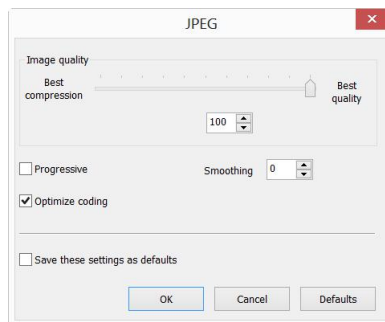 JPEG
Image quality
Best
compression
Best
quality
100
Progressive
Smoothing 0
Optimize coding
Save these settings as defaults
OK Cancel Defaults